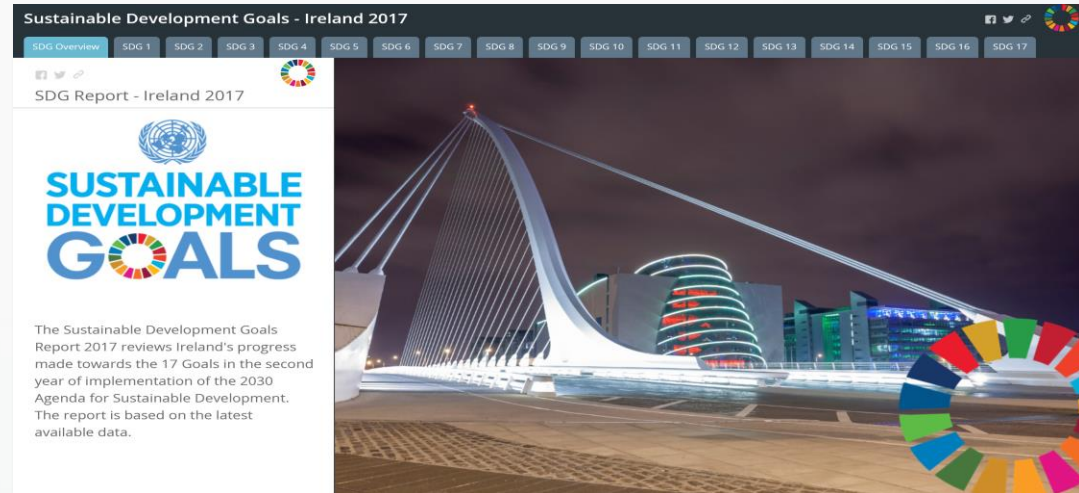 Sustainable Development Goals - Ireland 2017
SDG Overview SDG 1 SDG 2 SDG 3 SDG 4 SDG 5 SDG 6 SDG 7 SDG 8 SDG 9 SDG 10 SDG 11 SDG 12 SDG 13 SDG 14 SDG 15 SDG 16 SDG 17
SDG Report - Ireland 2017
SUSTAINABLE
DEVELOPMENT
GOALS
The Sustainable Development Goals
Report 2017 reviews Ireland's progress
made towards the 17 Goals in the second
year of implementation of the 2030
Agenda for Sustainable Development.
The report is based on the latest
available data.